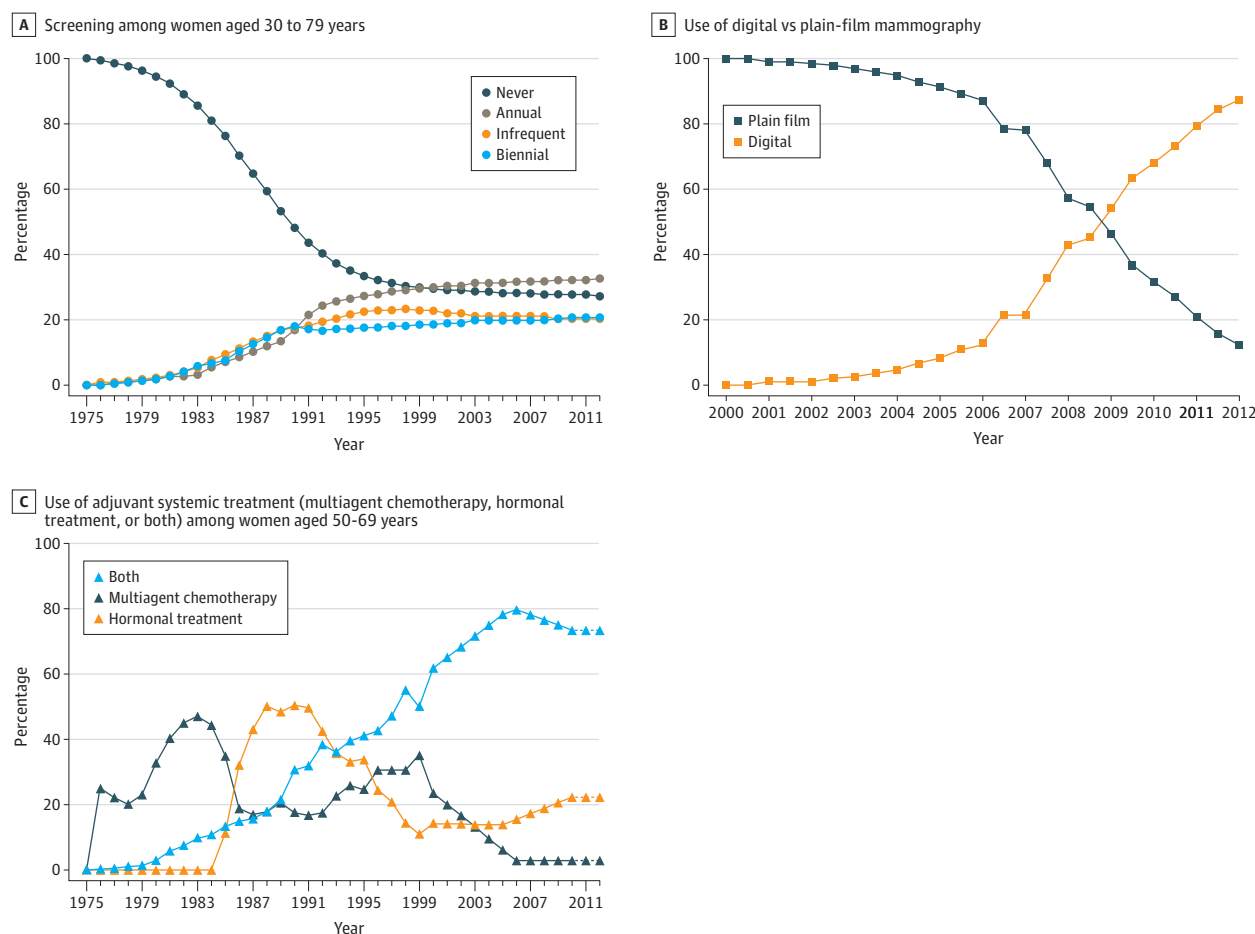 A Screening among women aged 30 to 79 years
100
80
60
40
20
0
Percentage
Never
Annual
Infrequent
Biennial
1975 1979 1983 1987 1991 1995 1999 2003 2007 2011
Year
B Use of digital vs plain-film mammography
100
80
60
40
20
0
Percentage
Plain film
Digital
2000 2001 2002 2003 2004 2005 2006 2007 2008 2009 2010 2011 2012
Year
C Use of adjuvant systemic treatment (multiagent chemotherapy, hormonal
treatment, or both) among women aged 50-69 years
100
80
60
40
20
0
Percentage
Both
Multiagent chemotherapy
Hormonal treatment
1975 1979 1983 1987 1991 1995 1999 2003 2007 2011
Year